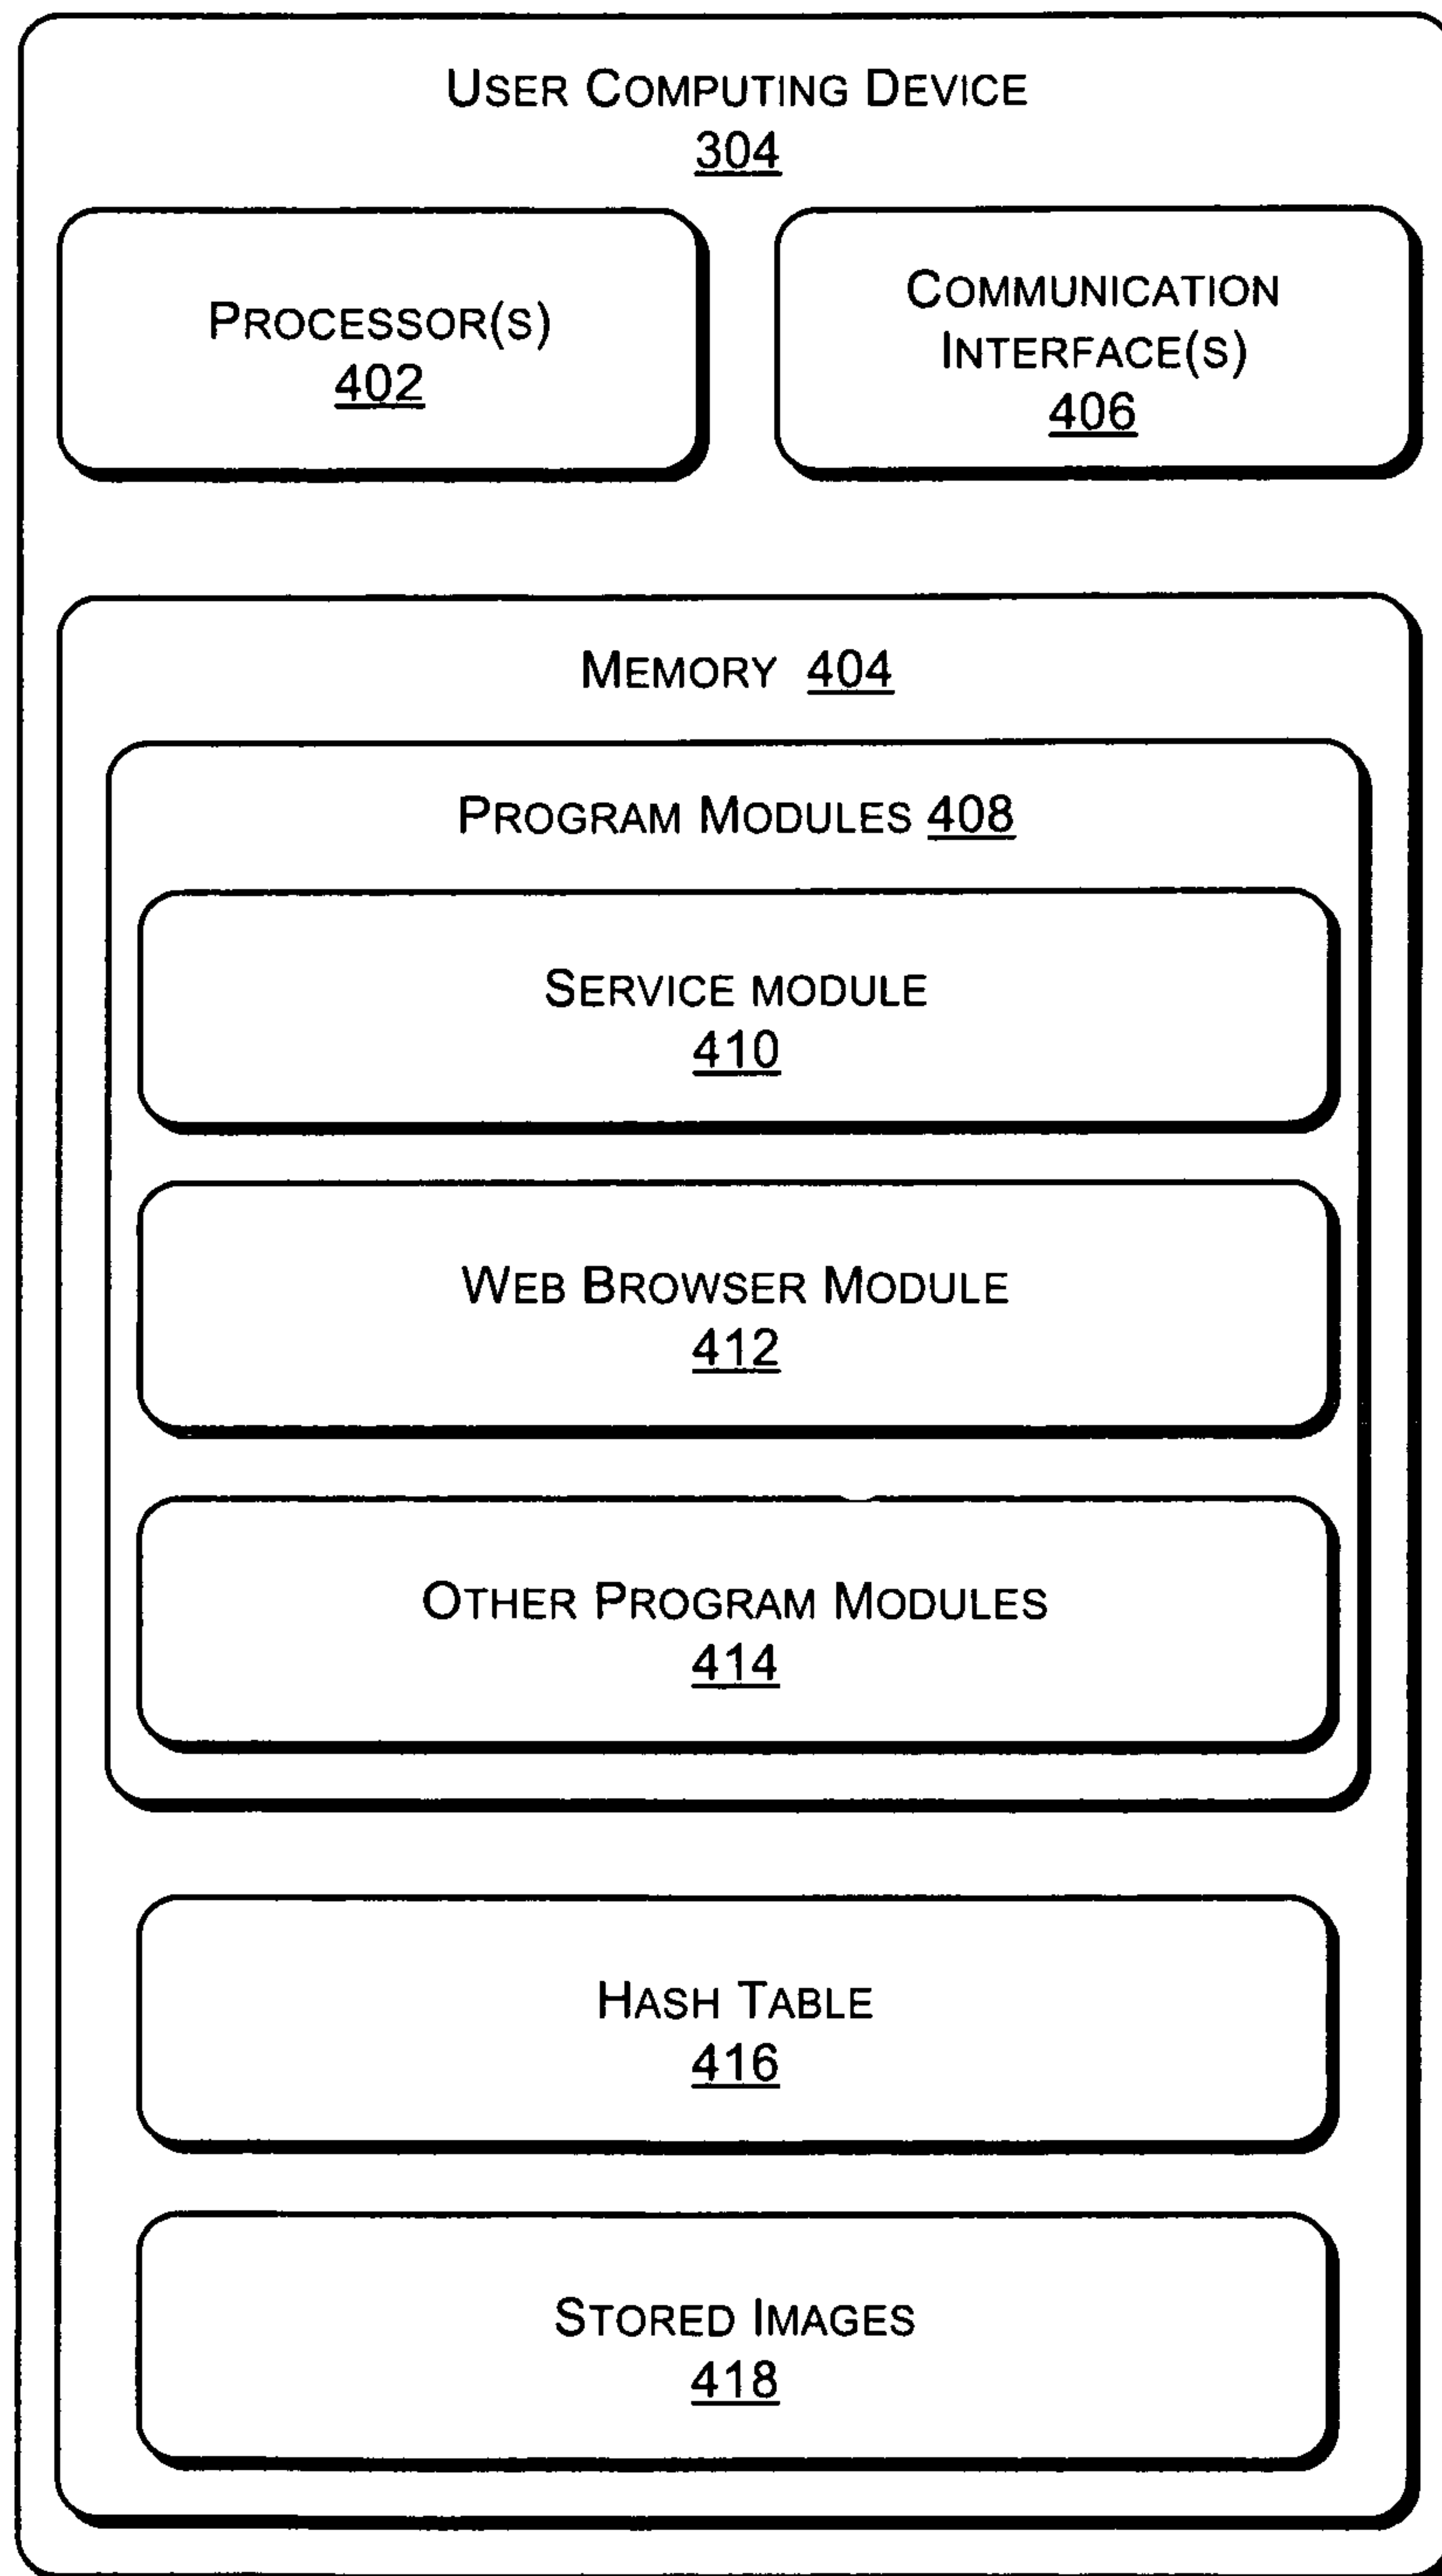 USER COMPUTING DEVICE
304
PROCESSOR(S)
402
COMMUNICATION
INTERFACE(S)
406
MEMORY 404
PROGRAM MODULES 408
SERVICE MODULE
410
WEB BROWSER MODULE
412
OTHER PROGRAM MODULES
414
HASH TABLE
416
STORED IMAGES
418